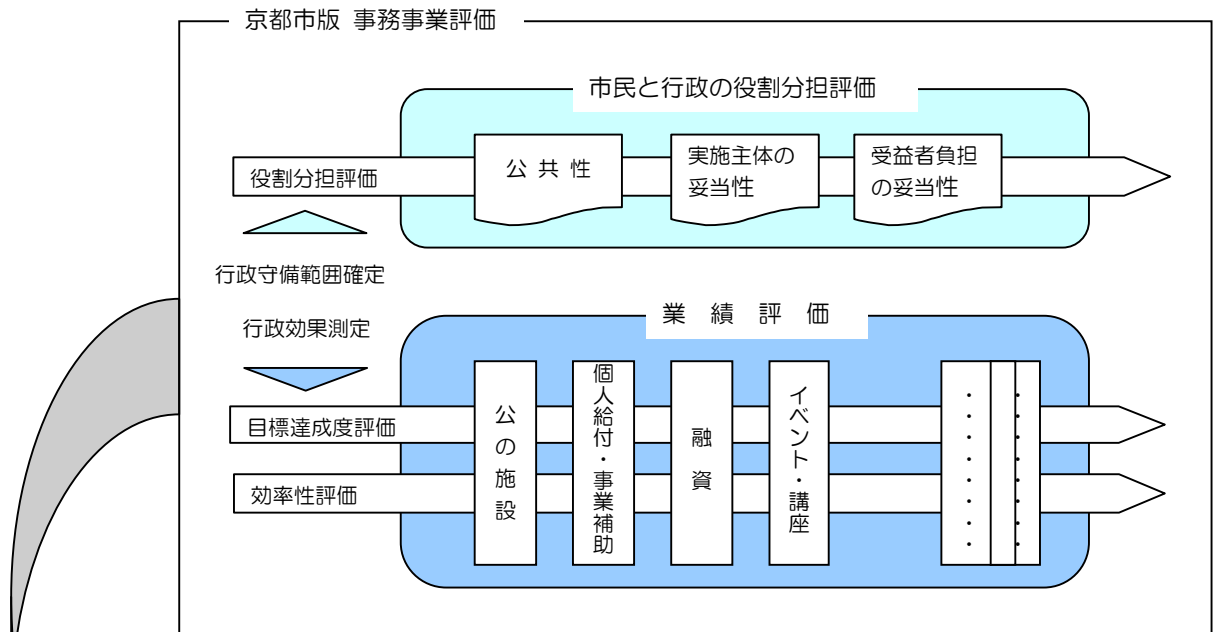 京都市版 事務事業評価
市民と行政の役割分担評価
役割分担評価
公 共 性
実施主体の
妥当性
受益者負担
の妥当性
行政守備範囲確定
行政効果測定
業 績 評 価
目標達成度評価
効率性評価
公の施設
個人給付・事業補助
融資
イベント・講座
・・・・・・・・
・・・・・・・・